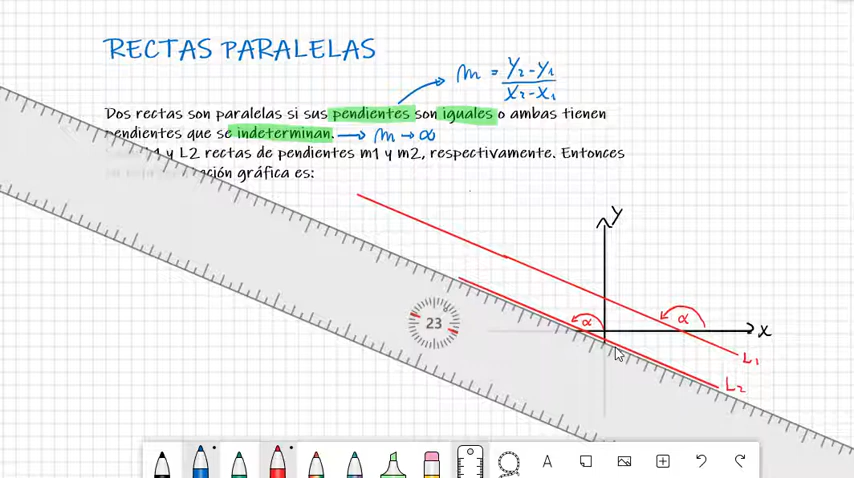 RECTAS PARALELAS
m = y₂-y₁
x₂-x₁
Dos rectas son paralelas si sus pendientes son iguales o ambas tienen
pendientes que se indeterminan. → m → ∞
y L2 rectas de pendientes m1 y m2, respectivamente. Entonces
gráfica es:
y
α
α
x
L₁
L₂
23
A